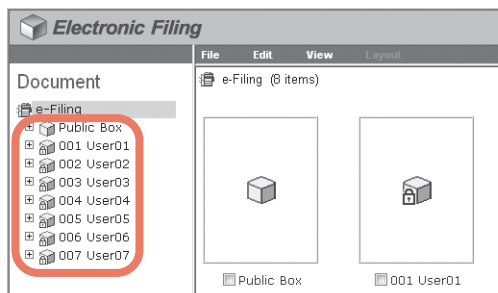 Electronic Filing
File Edit View Layout
Document
e-Filing
Public Box
001 User01
002 User02
003 User03
004 User04
005 User05
006 User06
007 User07
e-Filing (8 items)
Public Box
001 User01